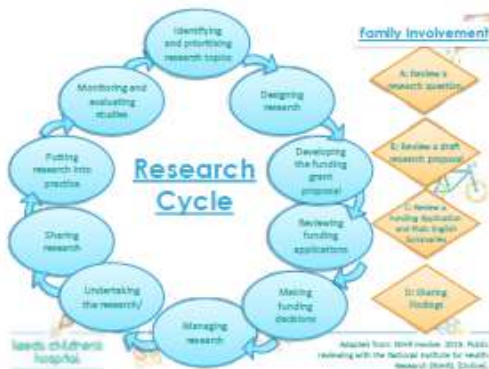 Identifying
and prioritising
research topics
Designing
research
Developing
the funding
grant
proposal
Reviewing
funding
applications
Making
funding
decisions
Managing
research
Undertaking
the research/
Sharing
research
Putting
research into
practice
Monitoring and
evaluating
studies
Research
Cycle
family involvement
A: Review a
research question
B: Review a draft
research proposal
C: Review a
Funding Application
and Plain English
Summaries
D: Sharing
Findings
leeds children's
hospital
Adapted from: NIHR Involve. 2019. Public
reviewing with the National Institute for Health
Research (NIHR). [Online].